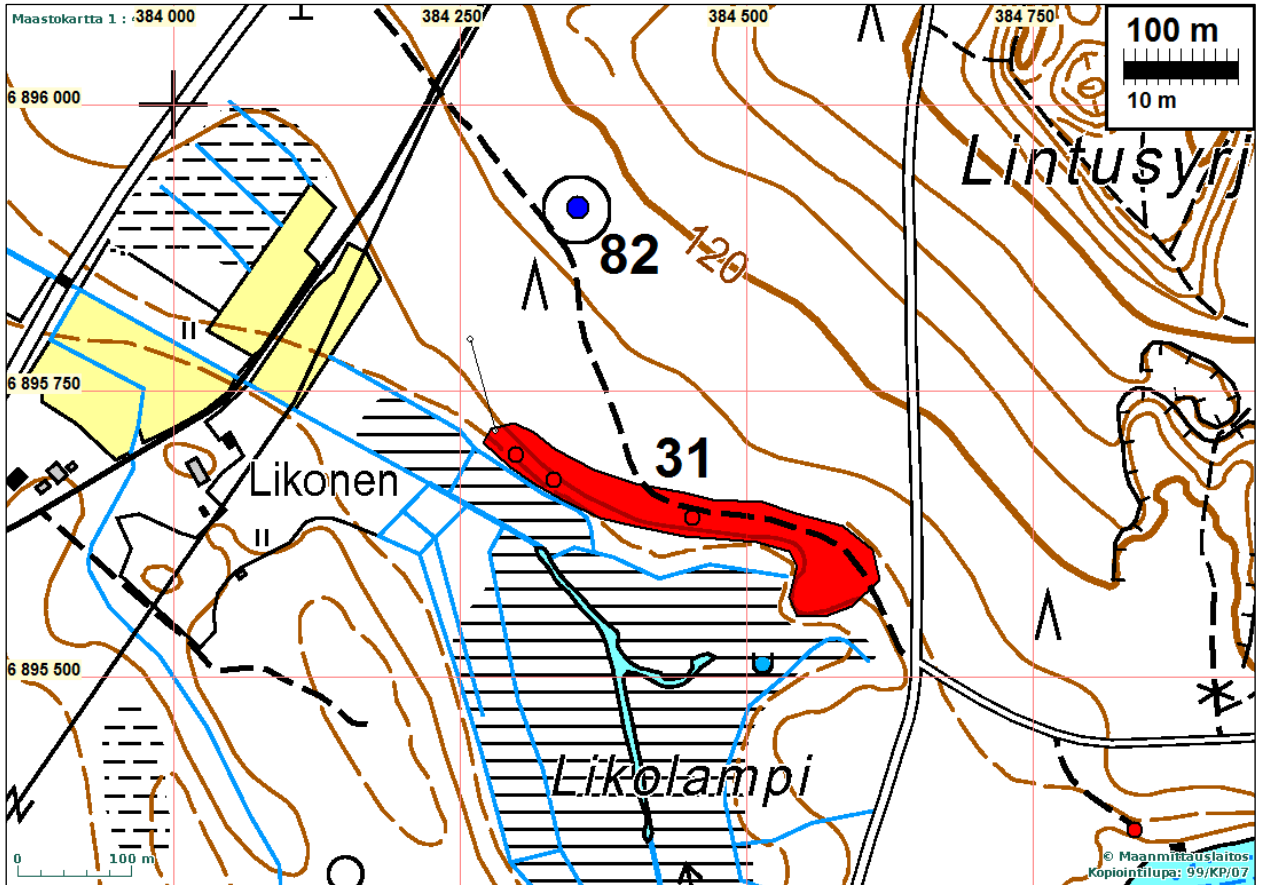 Maastokartta 1 :
384 000
384 250
384 500
384 750
100 m
10 m
6 896 000
Lintusyrj
82
120
6 895 750
31
Likonen
6 895 500
Likolampi
0 100 m
© Maanmittauslaitos
Kopiointilupa: 99/KP/07